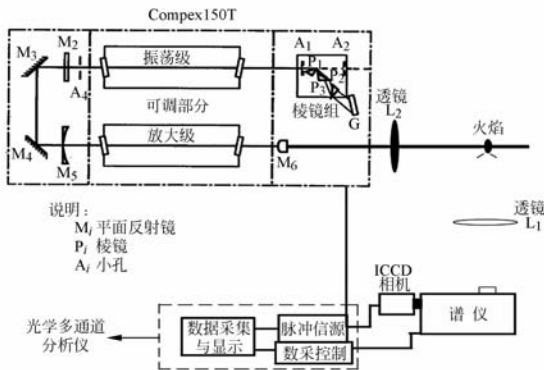 Compex150T
M3
M2
A4
振荡级
A1
A2
P1
P2
P3
棱镜组
G
可调部分
M4
M5
放大级
M6
透镜
L2
火焰
说明：
Mi 平面反射镜
Pi 棱镜
Ai 小孔
透镜
L1
ICCD
相机
谱 仪
光学多通道
分析仪
数据采集
与显示
脉冲信源
数采控制